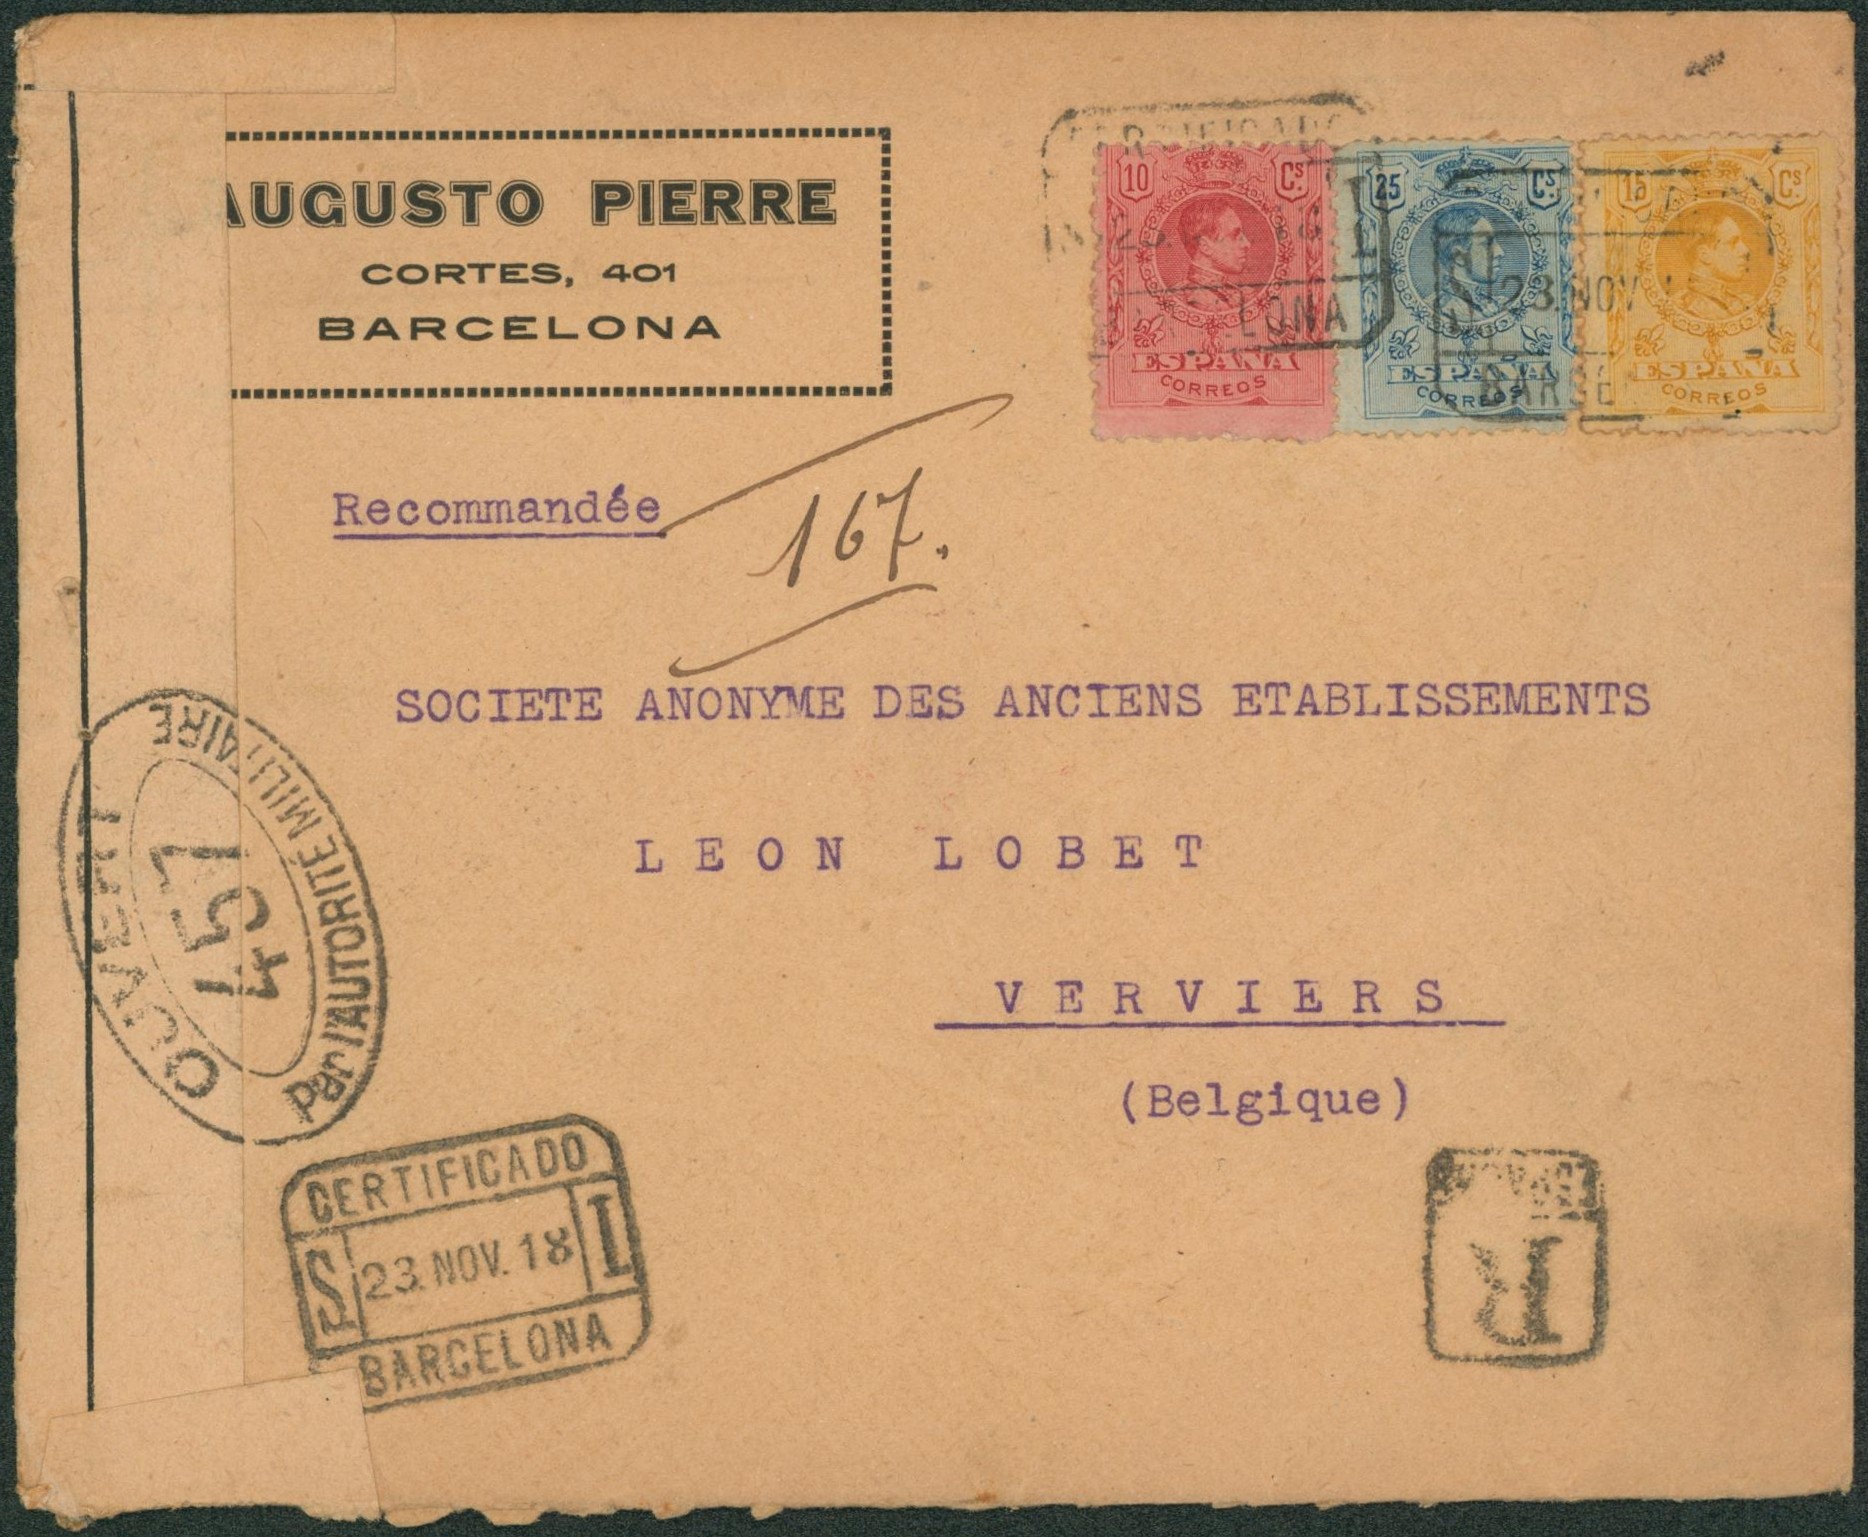 AUGUSTO PIERRE
CORTES, 401
BARCELONA
CERTIFICADO
LONA
10 Cs.
ESPAÑA
CORREOS
25 Cs.
ESPAÑA
CORREOS
15 Cs.
ESPAÑA
CORREOS
23. NOV
Recommandée
167.
SOCIETE ANONYME DES ANCIENS ETABLISSEMENTS
LEON LOBET
VERVIERS
(Belgique)
OUVERT
457
Par l'AUTORITÉ MILITAIRE
CERTIFICADO
S 23. NOV. 18 I
BARCELONA
R